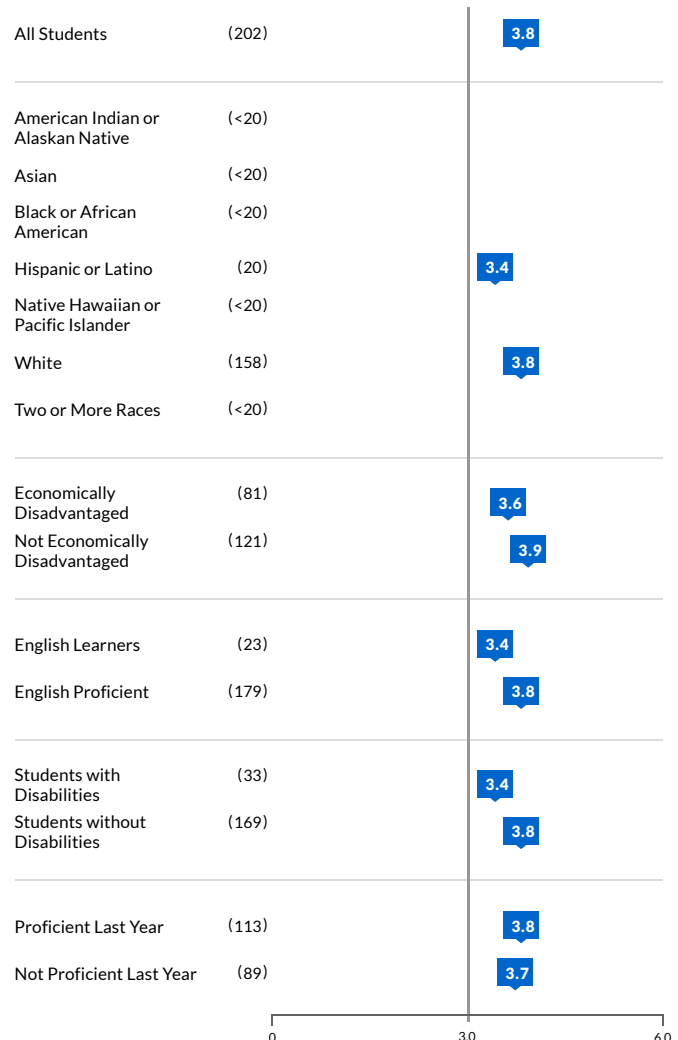 All Students (202) 3.8
American Indian or (<20)
Alaskan Native
Asian (<20)
Black or African (<20)
American
Hispanic or Latino (20) 3.4
Native Hawaiian or (<20)
Pacific Islander
White (158) 3.8
Two or More Races (<20)
Economically (81) 3.6
Disadvantaged
Not Economically (121) 3.9
Disadvantaged
English Learners (23) 3.4
English Proficient (179) 3.8
Students with (33) 3.4
Disabilities
Students without (169) 3.8
Disabilities
Proficient Last Year (113) 3.8
Not Proficient Last Year (89) 3.7
0 3.0 6.0